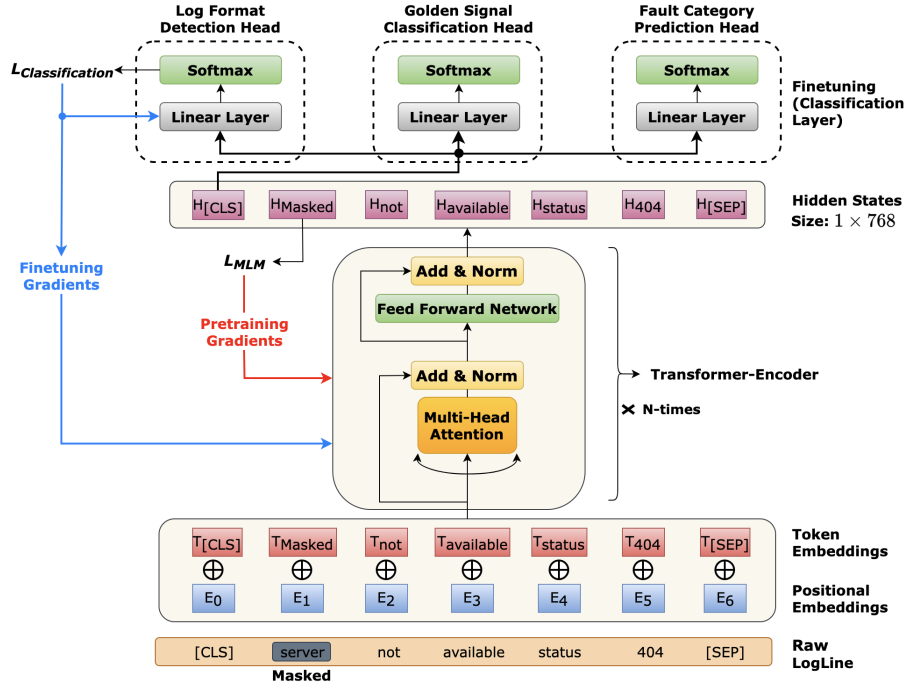 Log Format
Detection Head
Golden Signal
Classification Head
Fault Category
Prediction Head
L_Classification
Softmax
Softmax
Softmax
Linear Layer
Linear Layer
Linear Layer
Finetuning
(Classification
Layer)
H[CLS]
HMasked
Hnot
Havailable
Hstatus
H404
H[SEP]
Hidden States
Size: 1 × 768
LMLM
Finetuning
Gradients
Pretraining
Gradients
Add & Norm
Feed Forward Network
Add & Norm
Multi-Head
Attention
Transformer-Encoder
× N-times
T[CLS]
TMasked
Tnot
Tavailable
Tstatus
T404
T[SEP]
Token
Embeddings
E0
E1
E2
E3
E4
E5
E6
Positional
Embeddings
[CLS]
server
not
available
status
404
[SEP]
Raw
LogLine
Masked